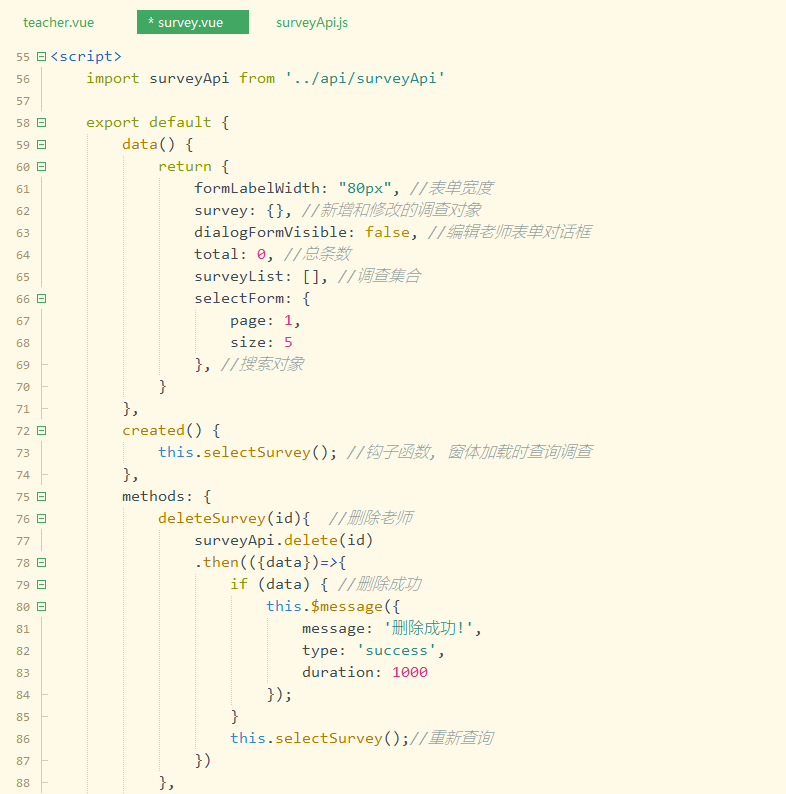 teacher.vue * survey.vue surveyApi.js
55 <script>
56 import surveyApi from '../api/surveyApi'
57
58 export default {
59 data() {
60 return {
61 formLabelWidth: "80px", //表单宽度
62 survey: {}, //新增和修改的调查对象
63 dialogFormVisible: false, //编辑老师表单对话框
64 total: 0, //总条数
65 surveyList: [], //调查集合
66 selectForm: {
67 page: 1,
68 size: 5
69 }, //搜索对象
70 }
71 },
72 created() {
73 this.selectSurvey(); //钩子函数, 窗体加载时查询调查
74 },
75 methods: {
76 deleteSurvey(id){ //删除老师
77 surveyApi.delete(id)
78 .then(({data})=>{
79 if (data) { //删除成功
80 this.$message({
81 message: '删除成功!',
82 type: 'success',
83 duration: 1000
84 });
85 }
86 this.selectSurvey();//重新查询
87 })
88 },